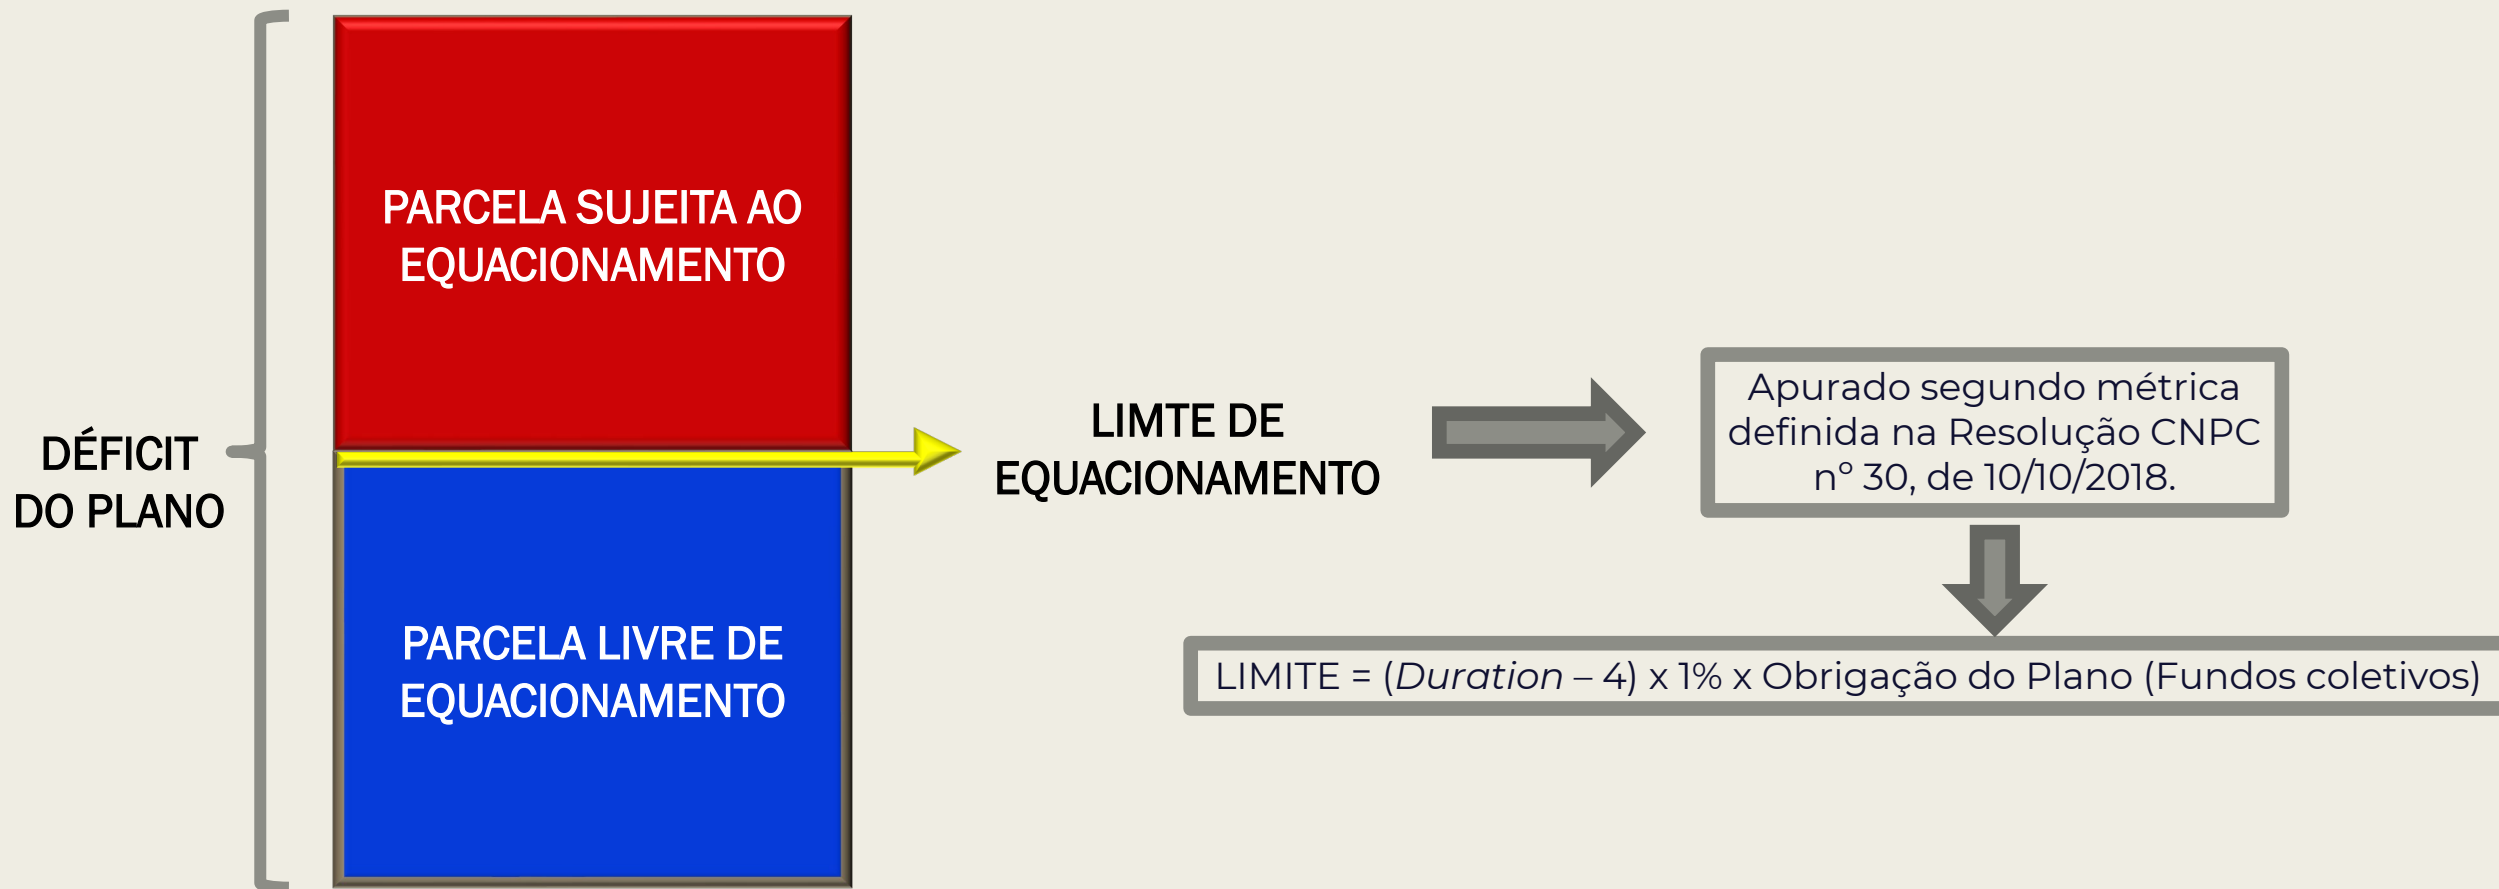 PARCELA SUJEITA AO
EQUACIONAMENTO
DÉFICIT
DO PLANO
PARCELA LIVRE DE
EQUACIONAMENTO
LIMTE DE
EQUACIONAMENTO
Apurado segundo métrica
definida na Resolução CNPC
nº 30, de 10/10/2018.
LIMITE = (Duration – 4) x 1% x Obrigação do Plano (Fundos coletivos)